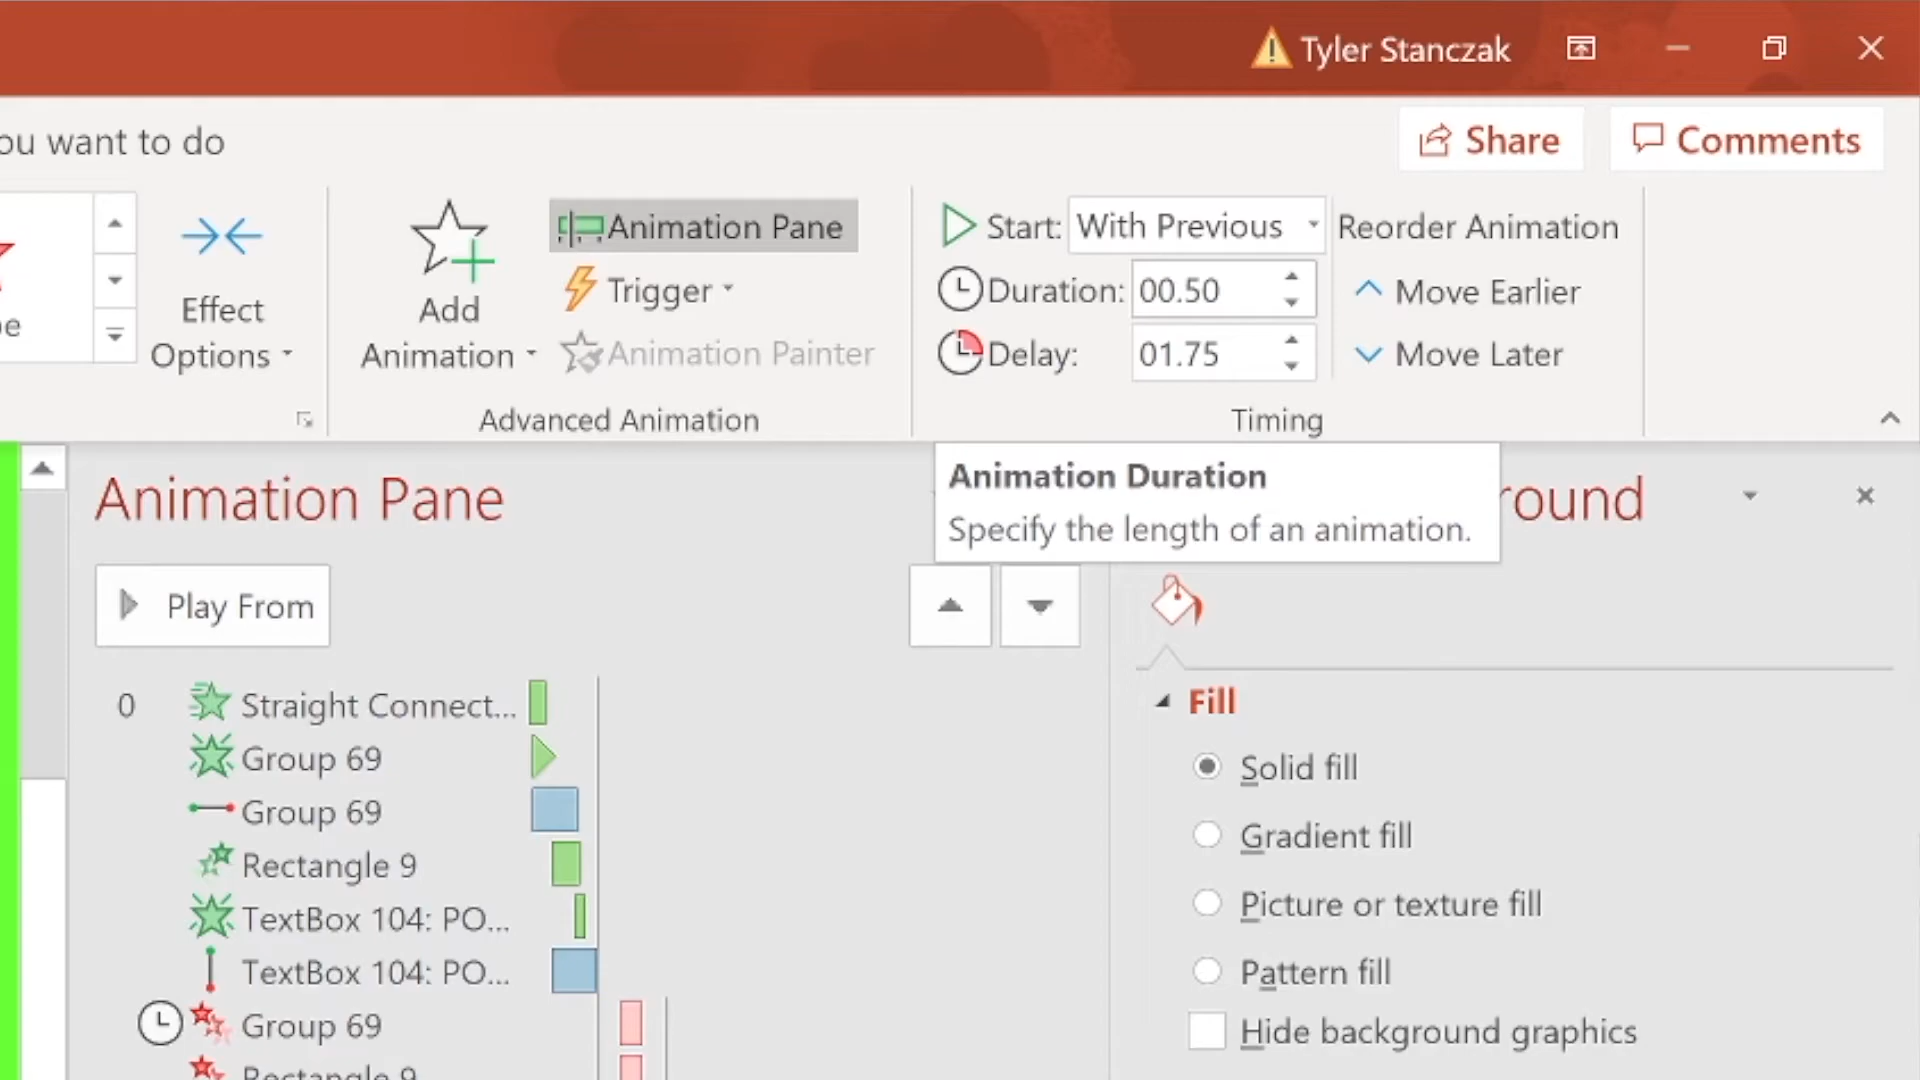 Tyler Stanczak
ou want to do
Share
Comments
Effect
Options
Add
Animation
Animation Pane
Trigger
Animation Painter
Advanced Animation
Start: With Previous
Duration: 00.50
Delay: 01.75
Reorder Animation
Move Earlier
Move Later
Timing
Animation Duration
Specify the length of an animation.
Animation Pane
round
Play From
0 Straight Connect...
Group 69
Group 69
Rectangle 9
TextBox 104: PO...
TextBox 104: PO...
Group 69
Rectangle 9
Fill
Solid fill
Gradient fill
Picture or texture fill
Pattern fill
Hide background graphics